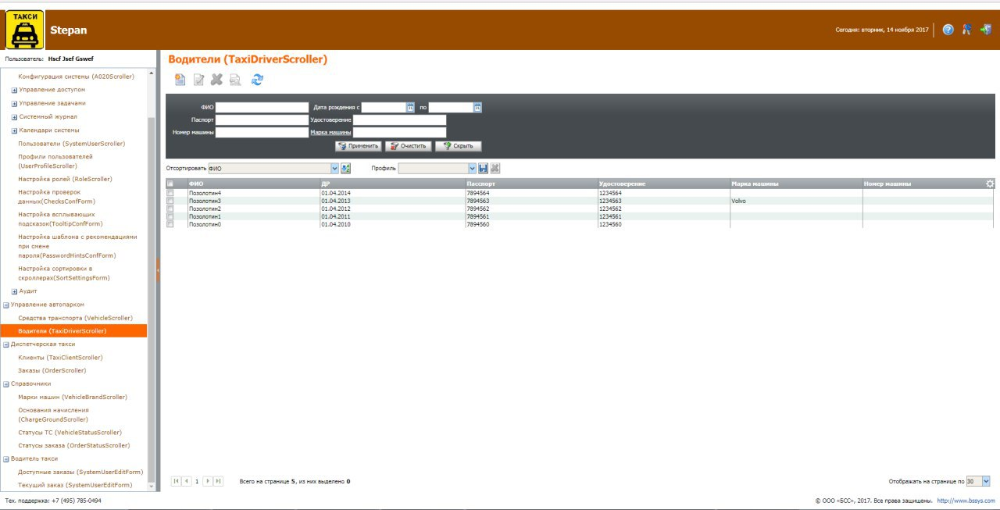 ТАКСИ
Stepan
Сегодня: вторник, 14 ноября 2017
Пользователь: Hscf Jsef Gswef
Конфигурация системы (A020Scroller)
Управление доступом
Управление задачами
Системный журнал
Календари системы
Пользователи (SystemUserScroller)
Профили пользователей
(UserProfileScroller)
Настройка ролей (RoleScroller)
Настройка проверок
данных(ChecksConfForm)
Настройка всплывающих
подсказок(TooltipConfForm)
Настройка шаблона с рекомендациями
при смене
пароля(PasswordHintsConfForm)
Настройка сортировки в
скроллерах(SortSettingsForm)
Аудит
Управление автопарком
Средства транспорта (VehicleScroller)
Водители (TaxiDriverScroller)
Диспетчерская такси
Клиенты (TaxiClientScroller)
Заказы (OrderScroller)
Справочники
Марки машин (VehicleBrandScroller)
Основания начисления
(ChargeGroundScroller)
Статусы ТС (VehicleStatusScroller)
Статусы заказа (OrderStatusScroller)
Водитель такси
Доступные заказы (SystemUserEditForm)
Текущий заказ (SystemUserEditForm)
Водители (TaxiDriverScroller)
ФИО Дата рождения с по
Паспорт Удостоверение
Номер машины Марка машины
Применить Очистить Скрыть
Отсортировать ФИО Профиль
ФИО ДР Пасспорт Удостоверение Марка машины Номер машины
Позолотин4 01.04.2014 7894564 1234564
Позолотин3 01.04.2013 7894563 1234563 Volvo
Позолотин2 01.04.2012 7894562 1234562
Позолотин1 01.04.2011 7894561 1234561
Позолотин0 01.04.2010 7894560 1234560
1 Всего на странице 5, из них выделено 0 Отображать на странице по 30
Тех. поддержка: +7 (495) 785-0494
© ООО «БСС», 2017. Все права защищены. http://www.bssys.com